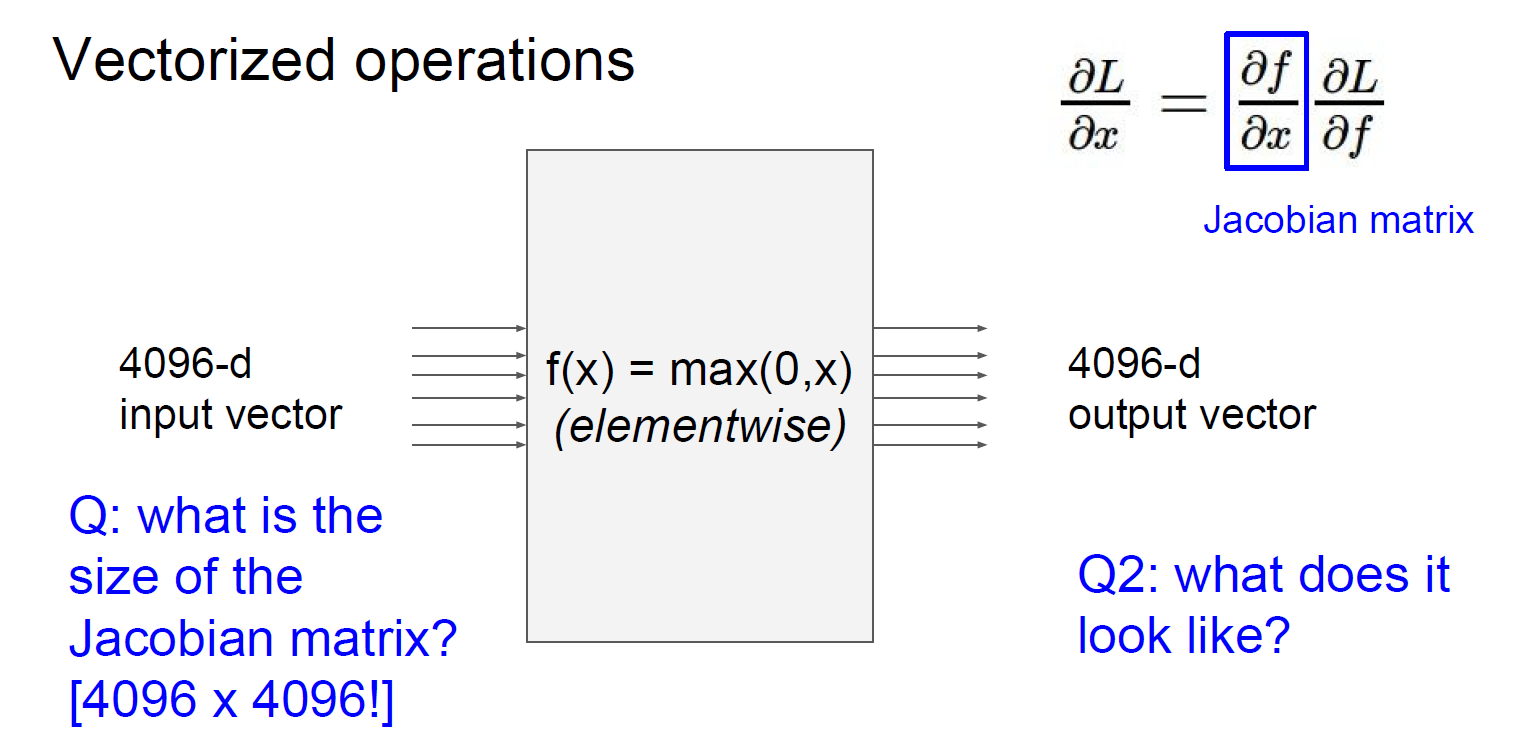 Vectorized operations
∂L/∂x = ∂f/∂x ∂L/∂f
Jacobian matrix
4096-d
input vector
f(x) = max(0,x)
(elementwise)
4096-d
output vector
Q: what is the
size of the
Jacobian matrix?
[4096 x 4096!]
Q2: what does it
look like?